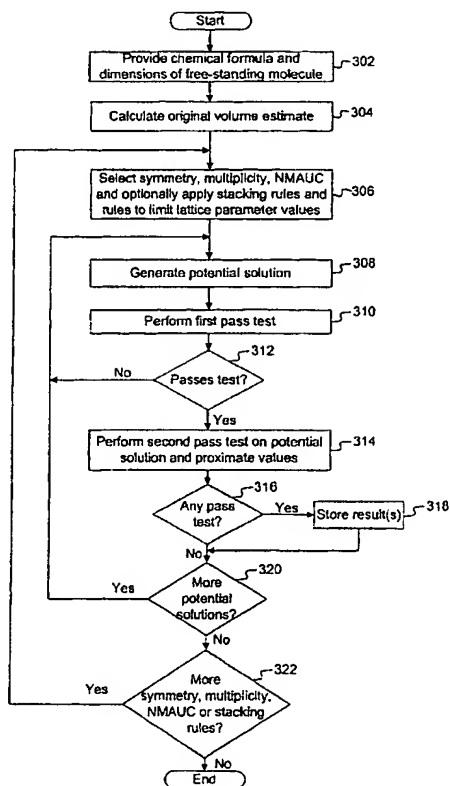 Start
Provide chemical formula and
dimensions of free-standing molecule
302
Calculate original volume estimate
304
Select symmetry, multiplicity, NMAUC
and optionally apply stacking rules and
rules to limit lattice parameter values
306
Generate potential solution
308
Perform first pass test
310
312
No
Passes test?
Yes
Perform second pass test on potential
solution and proximate values
314
316
Any pass
test?
Yes
Store result(s)
318
No
320
Yes
More
potential
solutions?
No
322
Yes
More
symmetry, multiplicity,
NMAUC or stacking
rules?
No
End